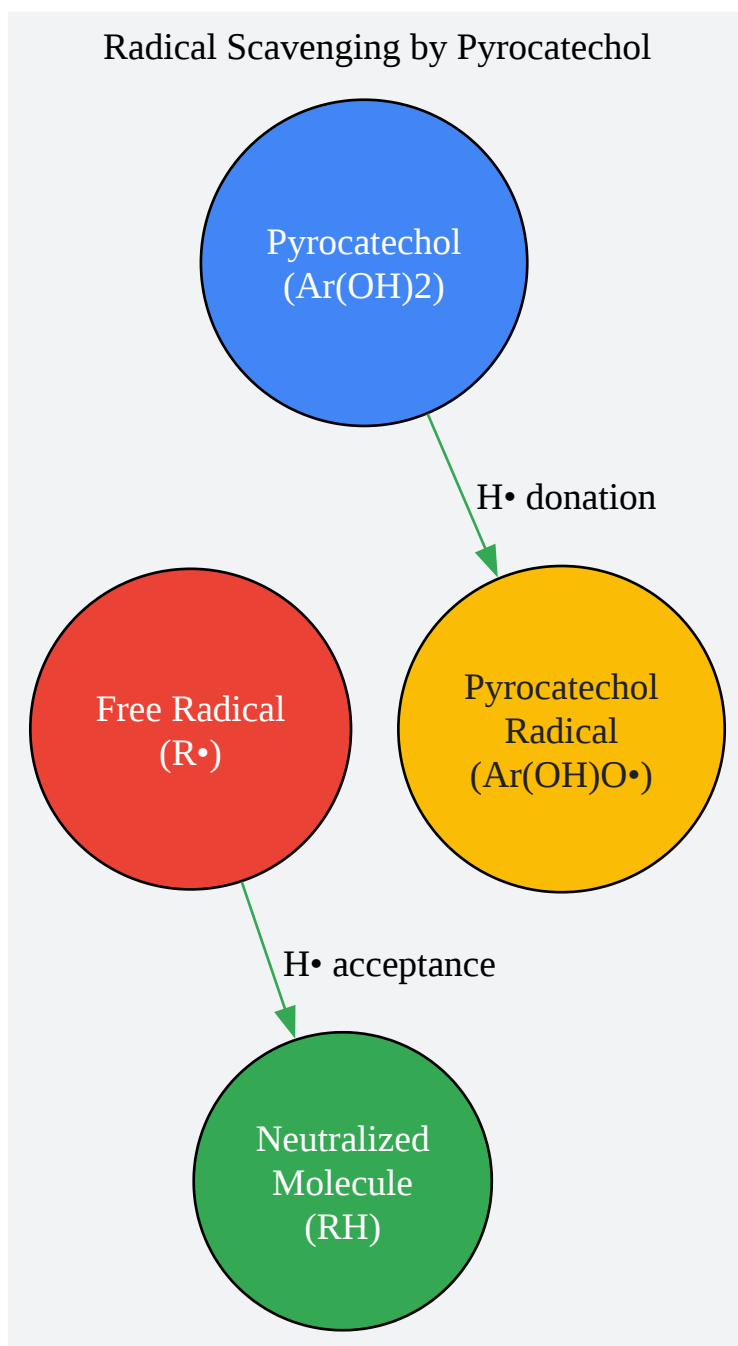 Radical Scavenging by Pyrocatechol
Pyrocatechol
(Ar(OH)2)
H• donation
Free Radical
(R•)
Pyrocatechol
Radical
(Ar(OH)O•)
H• acceptance
Neutralized
Molecule
(RH)